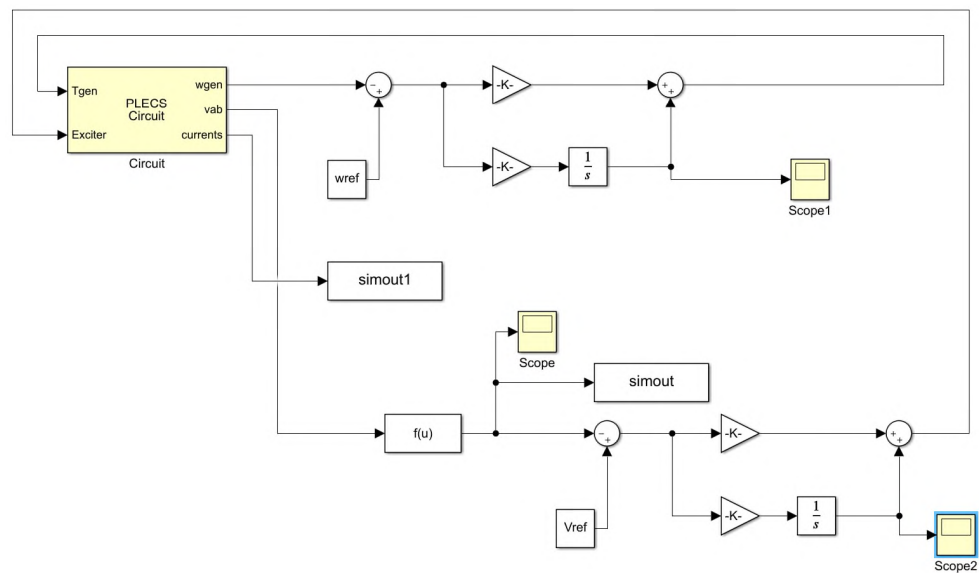 Tgen
wgen
PLECS
Circuit
vab
Exciter
currents
Circuit
- +
-K-
+ +
wref
-K-
1
s
Scope1
simout1
Scope
simout
f(u)
- +
-K-
+ +
Vref
-K-
1
s
Scope2